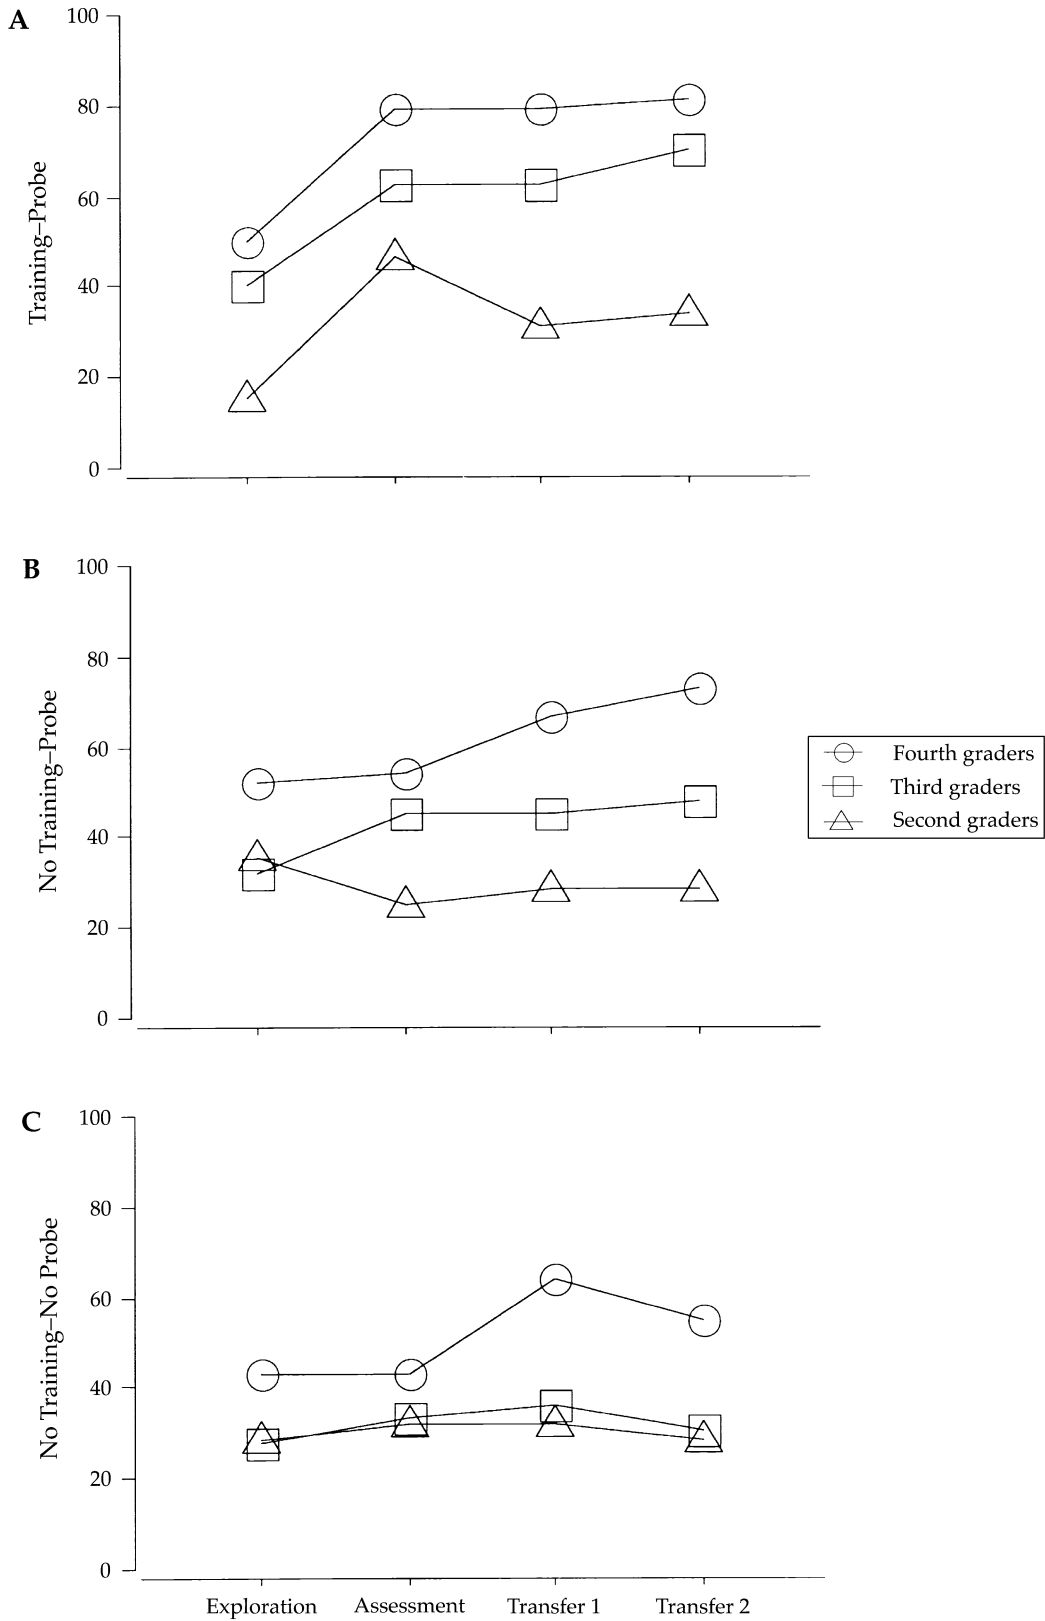 A
100
80
60
40
20
0
Training–Probe
B
100
80
60
40
20
0
No Training–Probe
Fourth graders
Third graders
Second graders
C
100
80
60
40
20
0
No Training–No Probe
Exploration Assessment Transfer 1 Transfer 2